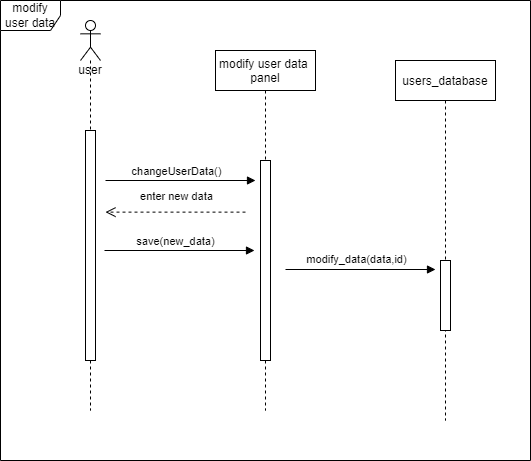 modify
user data
user
modify user data
panel
users_database
changeUserData()
enter new data
save(new_data)
modify_data(data,id)